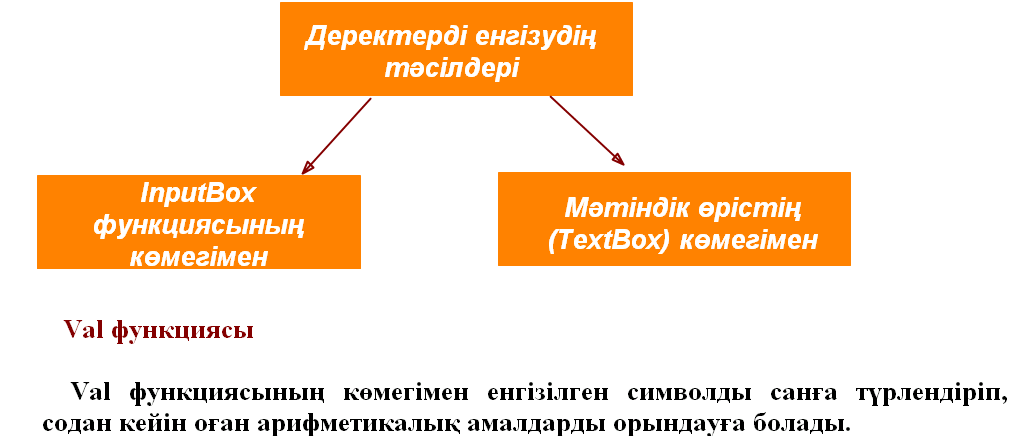 Деректерді енгізудің
тәсілдері
InputBox
функциясының
көмегімен
Мәтіндік өрістің
(TextBox) көмегімен
Val функциясы
Val функциясының көмегімен енгізілген символды санға түрлендіріп,
содан кейін оған арифметикалық амалдарды орындауға болады.